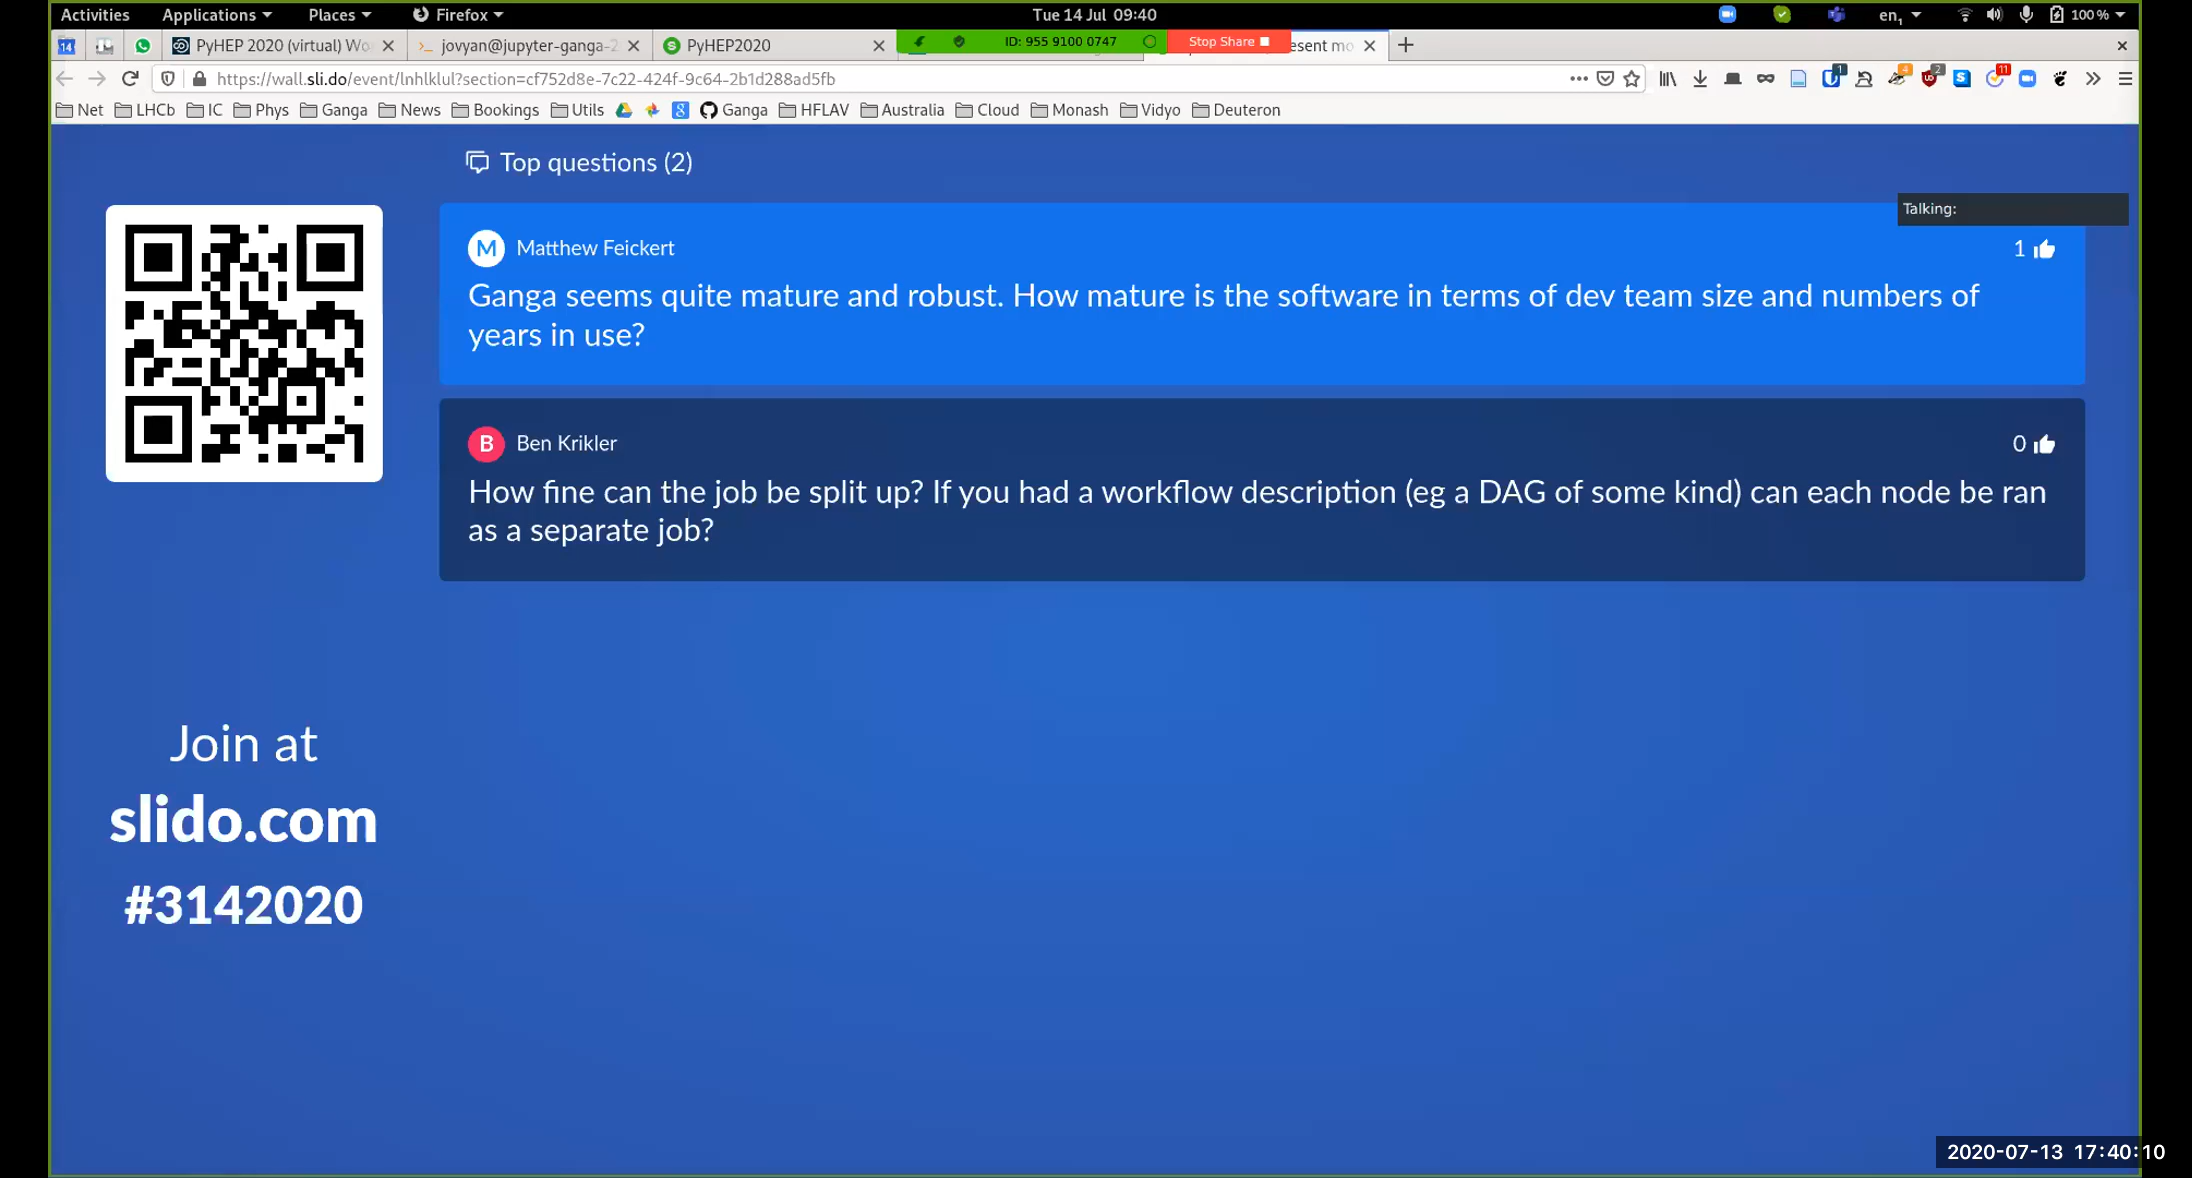 Activities Applications Places Firefox Tue 14 Jul 09:40 en1 100 %
14 PyHEP 2020 (virtual) Wo jovyan@jupyter-ganga-2 PyHEP2020 ID: 955 9100 0747 Stop Share esent mo
https://wall.sli.do/event/lnhlklul?section=cf752d8e-7c22-424f-9c64-2b1d288ad5fb 1 4 2 11
Net LHCb IC Phys Ganga News Bookings Utils Ganga HFLAV Australia Cloud Monash Vidyo Deuteron
Top questions (2)
Talking:
M Matthew Feickert 1
Ganga seems quite mature and robust. How mature is the software in terms of dev team size and numbers of
years in use?
B Ben Krikler 0
How fine can the job be split up? If you had a workflow description (eg a DAG of some kind) can each node be ran
as a separate job?
Join at
slido.com
#3142020
2020-07-13 17:40:10